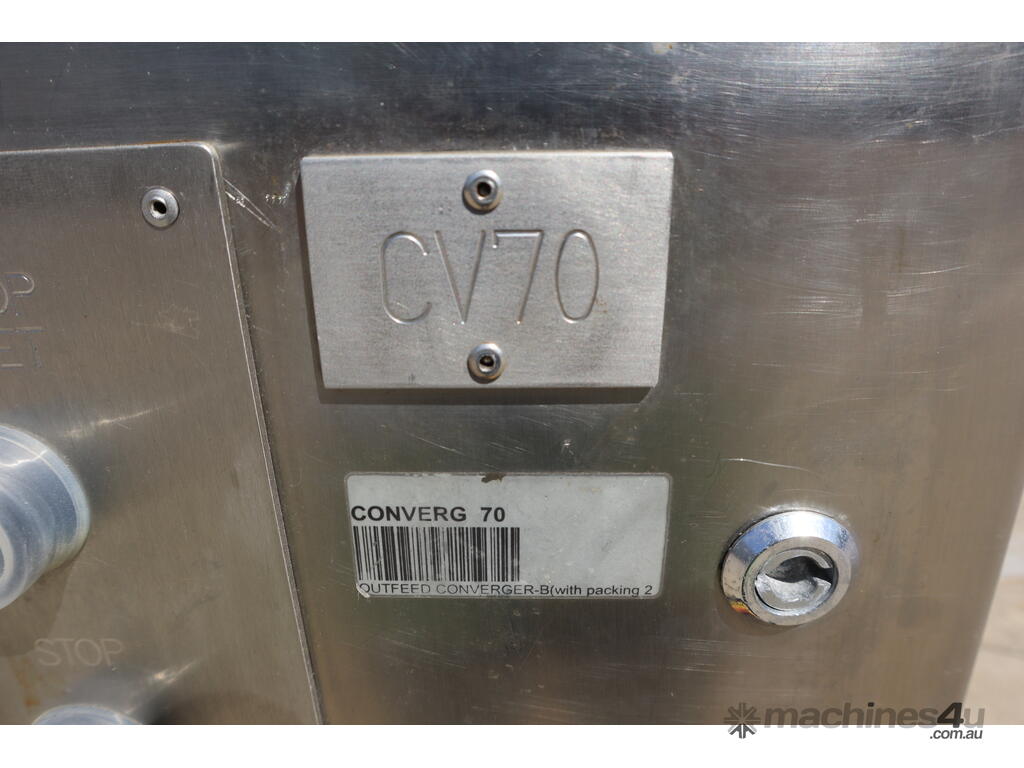 CV70
CONVERG 70
OUTFEED CONVERGER-B(with packing 2
STOP
machines4u
.com.au